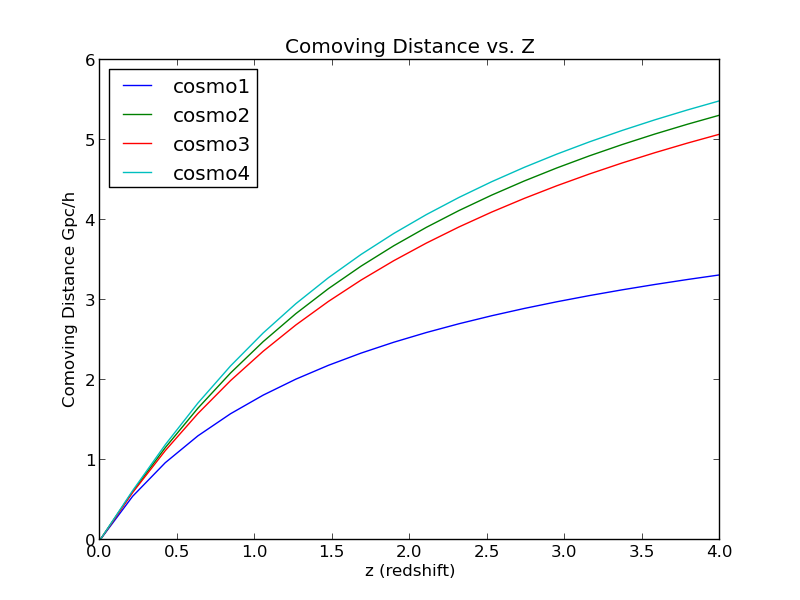 Comoving Distance vs. Z
cosmo1
cosmo2
cosmo3
cosmo4
6
5
4
3
2
1
0
Comoving Distance Gpc/h
0.0 0.5 1.0 1.5 2.0 2.5 3.0 3.5 4.0
z (redshift)